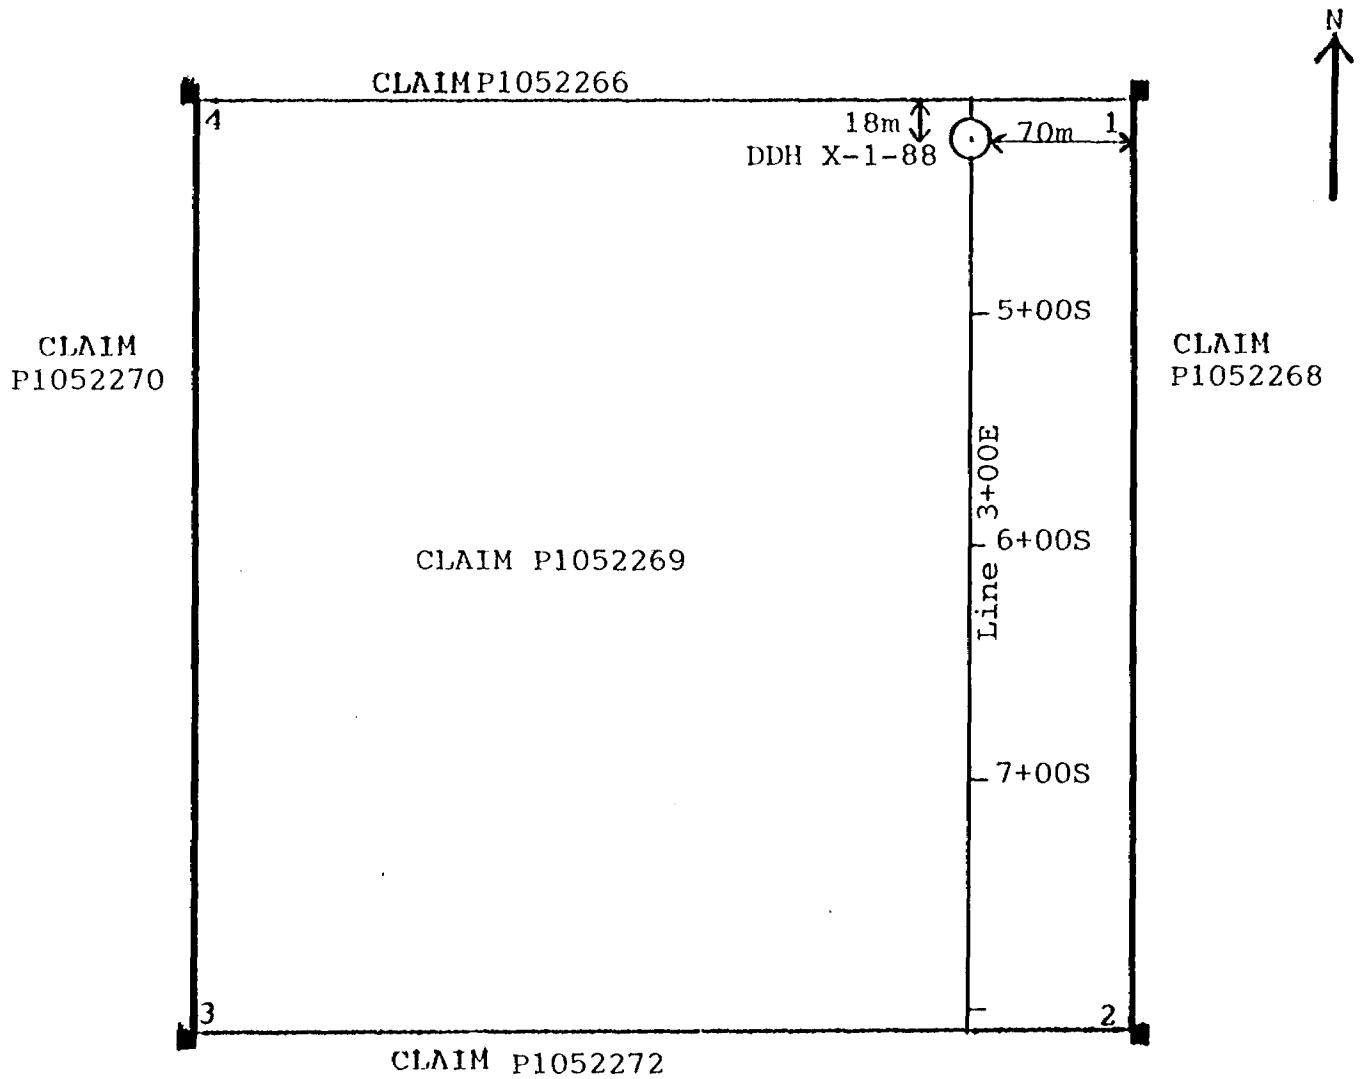 N
CLAIM P1052266
4
18m
70m
1
DDH X-1-88
5+00S
CLAIM
P1052270
CLAIM
P1052268
Line 3+00E
6+00S
CLAIM P1052269
7+00S
3
2
CLAIM P1052272